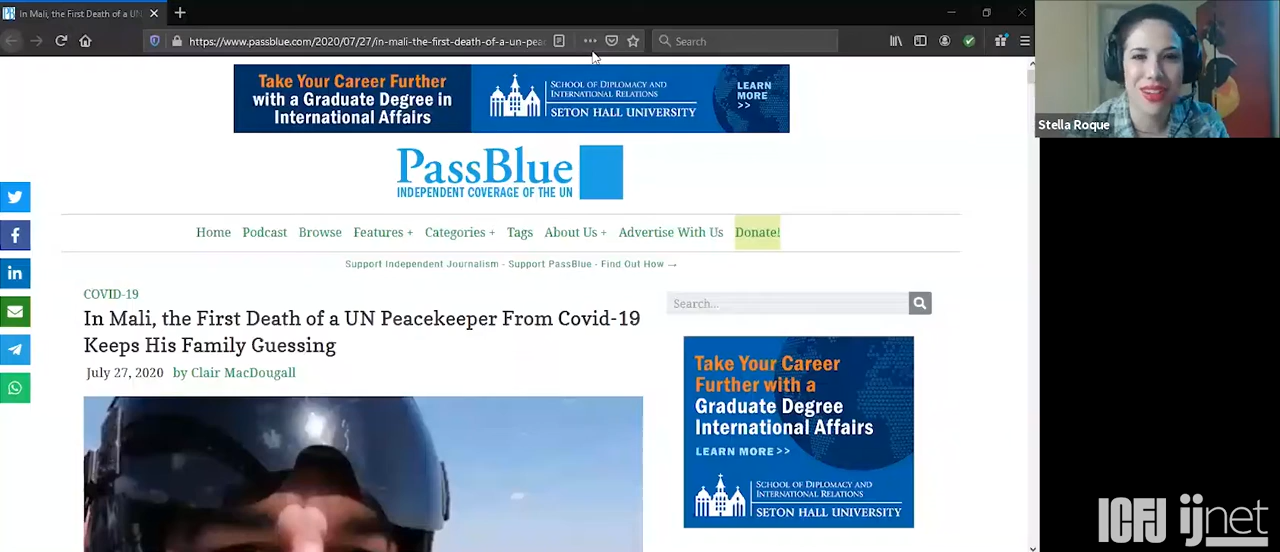 In Mali, the First Death of a UN
https://www.passblue.com/2020/07/27/in-mali-the-first-death-of-a-un-pea
Search
Stella Roque
Take Your Career Further
with a Graduate Degree in
International Affairs
SCHOOL OF DIPLOMACY AND
INTERNATIONAL RELATIONS
SETON HALL UNIVERSITY
LEARN
MORE
>>
PassBlue
INDEPENDENT COVERAGE OF THE UN
Home Podcast Browse Features + Categories + Tags About Us + Advertise With Us Donate!
Support Independent Journalism - Support PassBlue - Find Out How →
COVID-19
In Mali, the First Death of a UN Peacekeeper From Covid-19
Keeps His Family Guessing
July 27, 2020 by Clair MacDougall
Search...
Take Your Career
Further with a
Graduate Degree
International Affairs
LEARN MORE >>
SCHOOL OF DIPLOMACY AND
INTERNATIONAL RELATIONS
SETON HALL UNIVERSITY
ICFJ ijnet